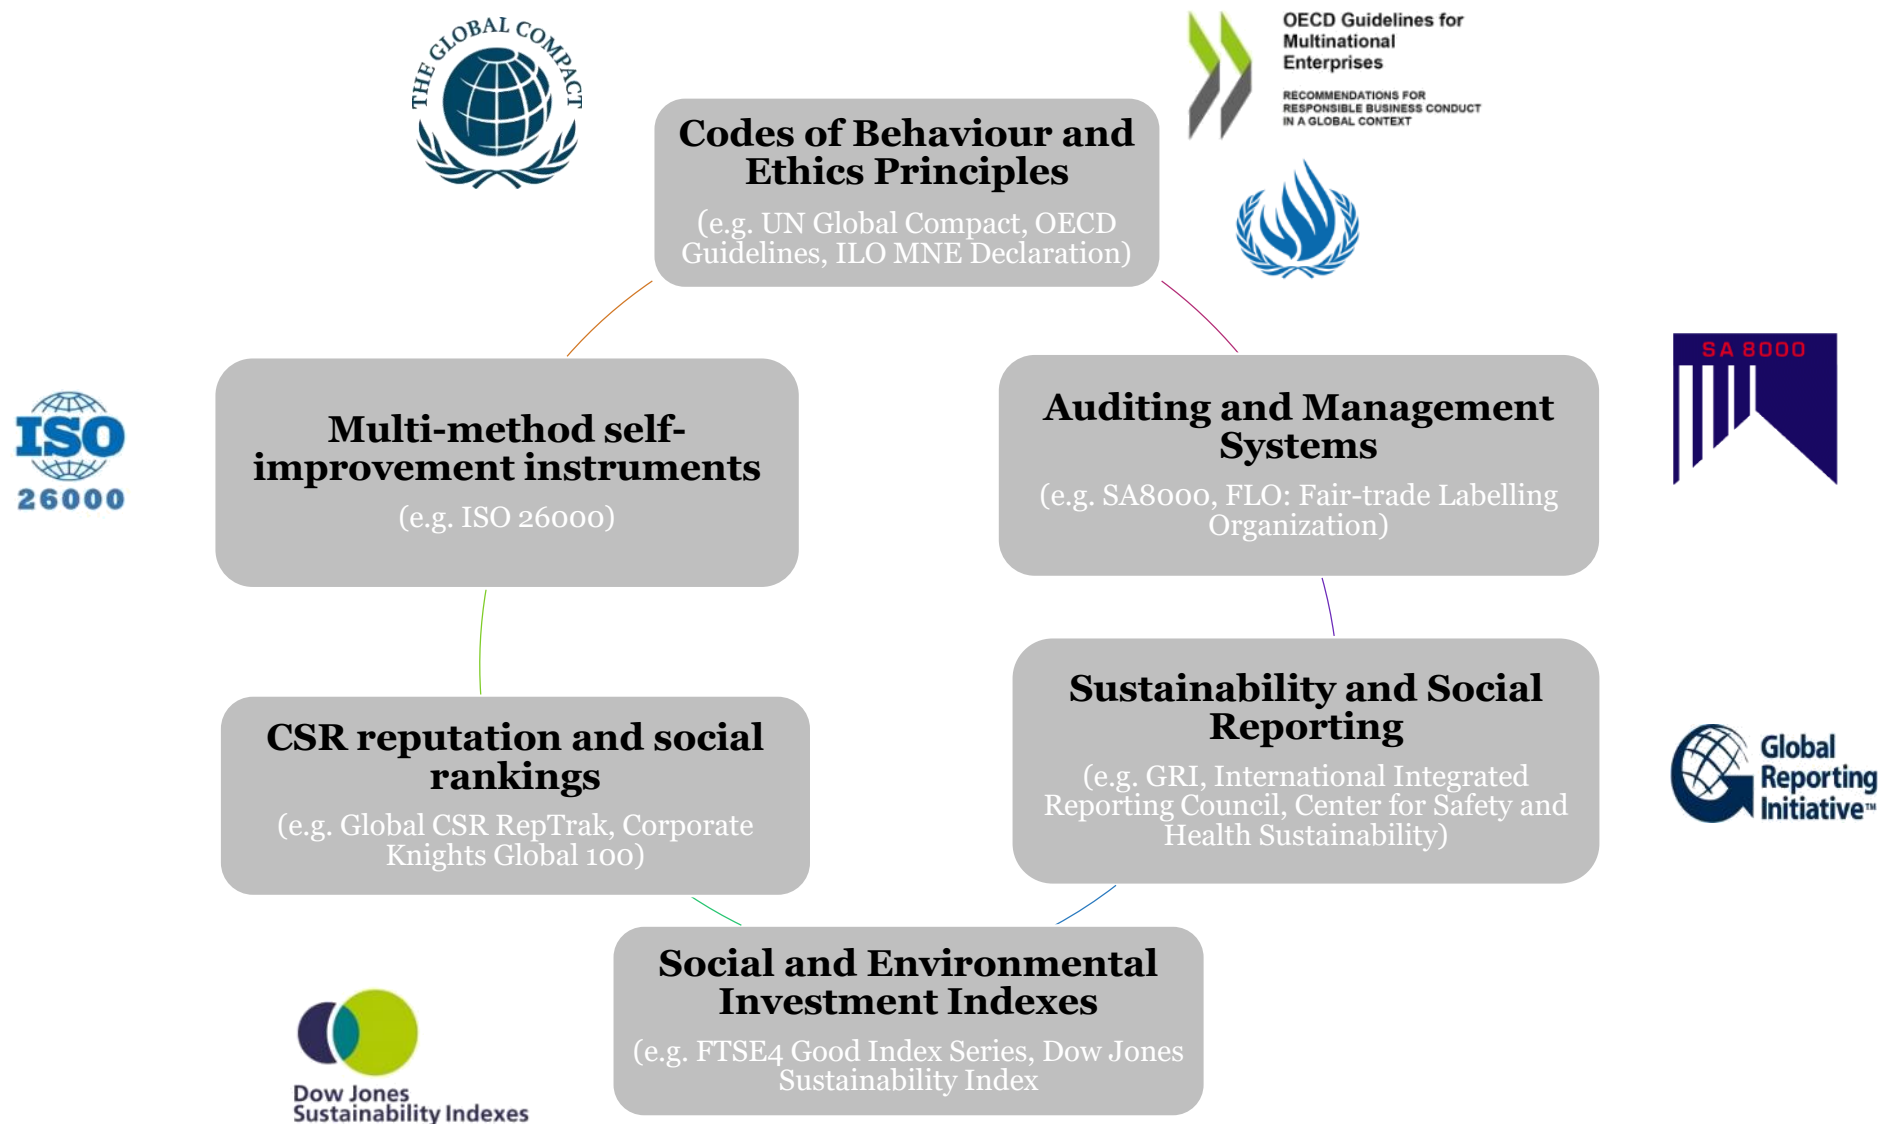 THE GLOBAL COMPACT
OECD Guidelines for
Multinational
Enterprises
RECOMMENDATIONS FOR
RESPONSIBLE BUSINESS CONDUCT
IN A GLOBAL CONTEXT
Codes of Behaviour and
Ethics Principles
(e.g. UN Global Compact, OECD
Guidelines, ILO MNE Declaration)
ISO
26000
Multi-method self-
improvement instruments
(e.g. ISO 26000)
Auditing and Management
Systems
(e.g. SA8000, FLO: Fair-trade Labelling
Organization)
SA 8000
CSR reputation and social
rankings
(e.g. Global CSR RepTrak, Corporate
Knights Global 100)
Sustainability and Social
Reporting
(e.g. GRI, International Integrated
Reporting Council, Center for Safety and
Health Sustainability)
Global
Reporting
Initiative™
Social and Environmental
Investment Indexes
(e.g. FTSE4 Good Index Series, Dow Jones
Sustainability Index
Dow Jones
Sustainability Indexes